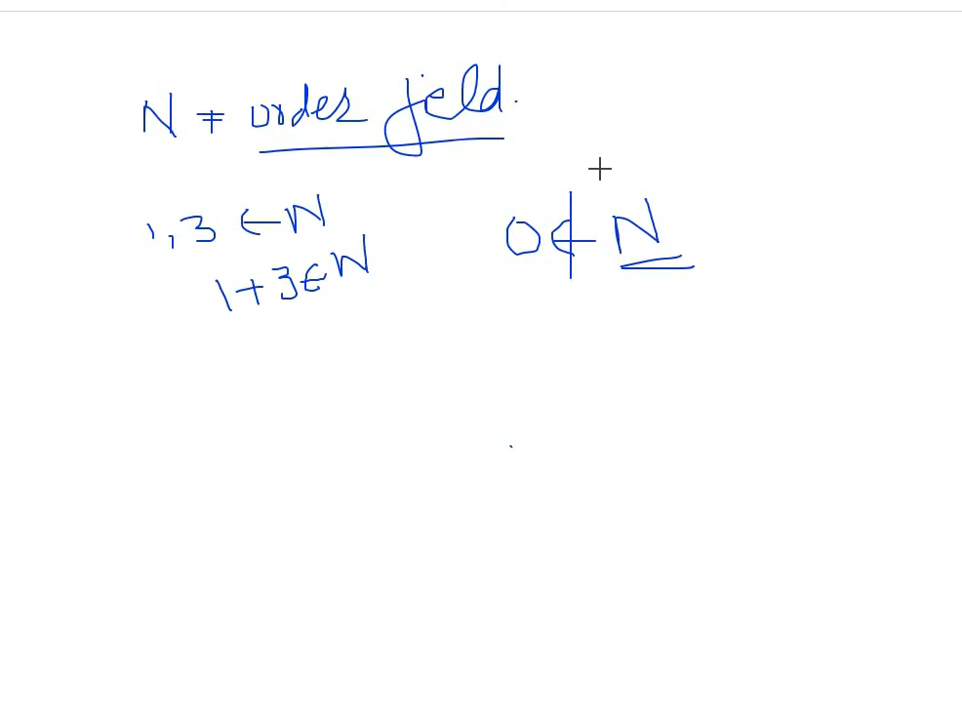 N ≠ order field.
1, 3 ∈ N
0 ∉ N
1 + 3 ∈ N